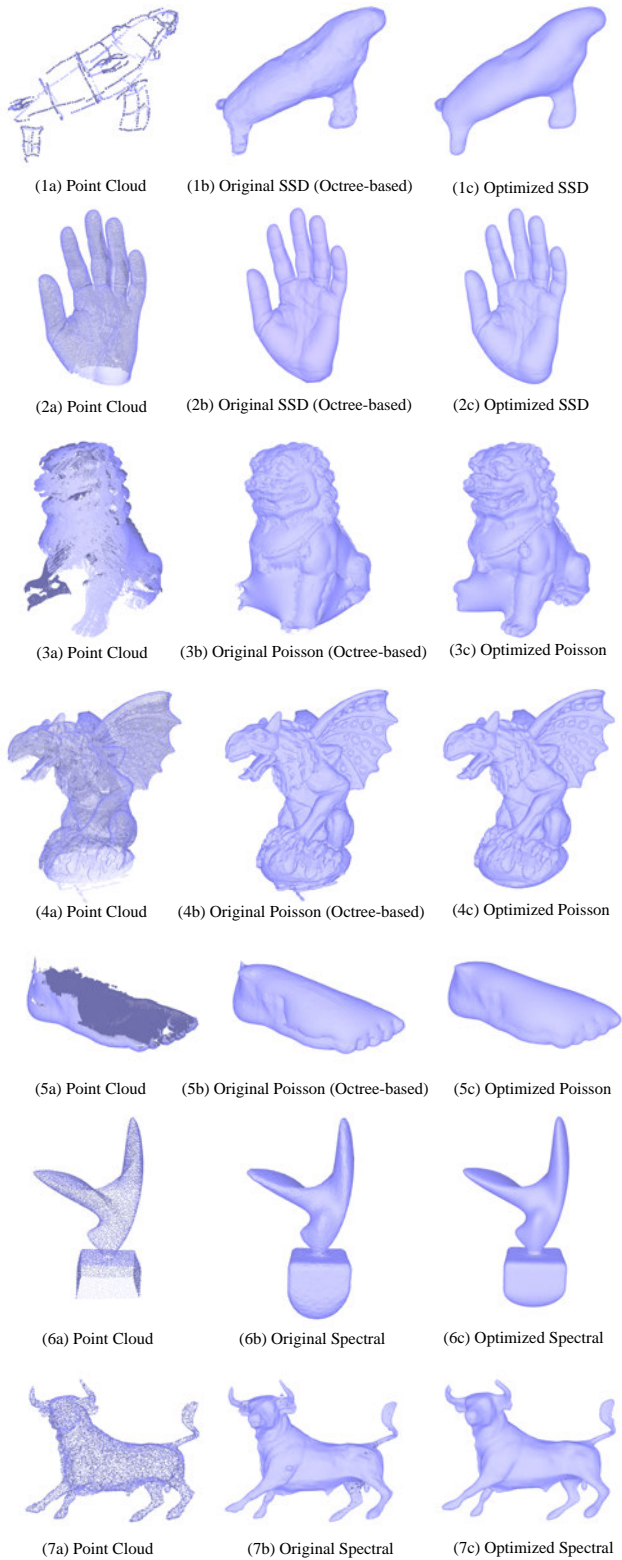 (1a) Point Cloud (1b) Original SSD (Octree-based) (1c) Optimized SSD
(2a) Point Cloud (2b) Original SSD (Octree-based) (2c) Optimized SSD
(3a) Point Cloud (3b) Original Poisson (Octree-based) (3c) Optimized Poisson
(4a) Point Cloud (4b) Original Poisson (Octree-based) (4c) Optimized Poisson
(5a) Point Cloud (5b) Original Poisson (Octree-based) (5c) Optimized Poisson
(6a) Point Cloud (6b) Original Spectral (6c) Optimized Spectral
(7a) Point Cloud (7b) Original Spectral (7c) Optimized Spectral